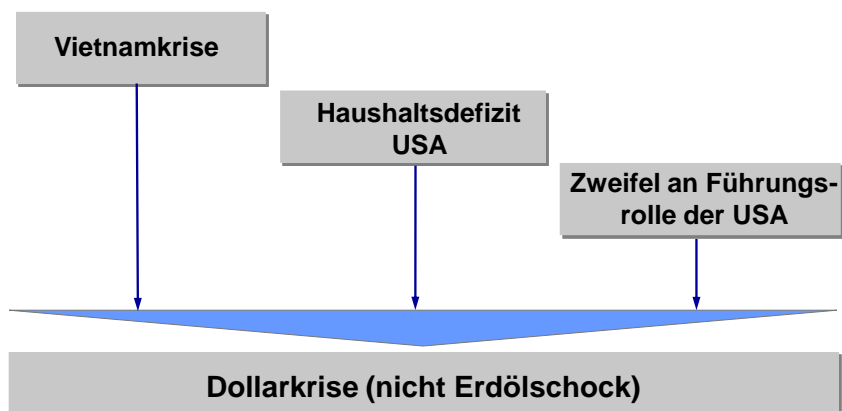 Vietnamkrise
Haushaltsdefizit
USA
Zweifel an Führungs-
rolle der USA
Dollarkrise (nicht Erdölschock)